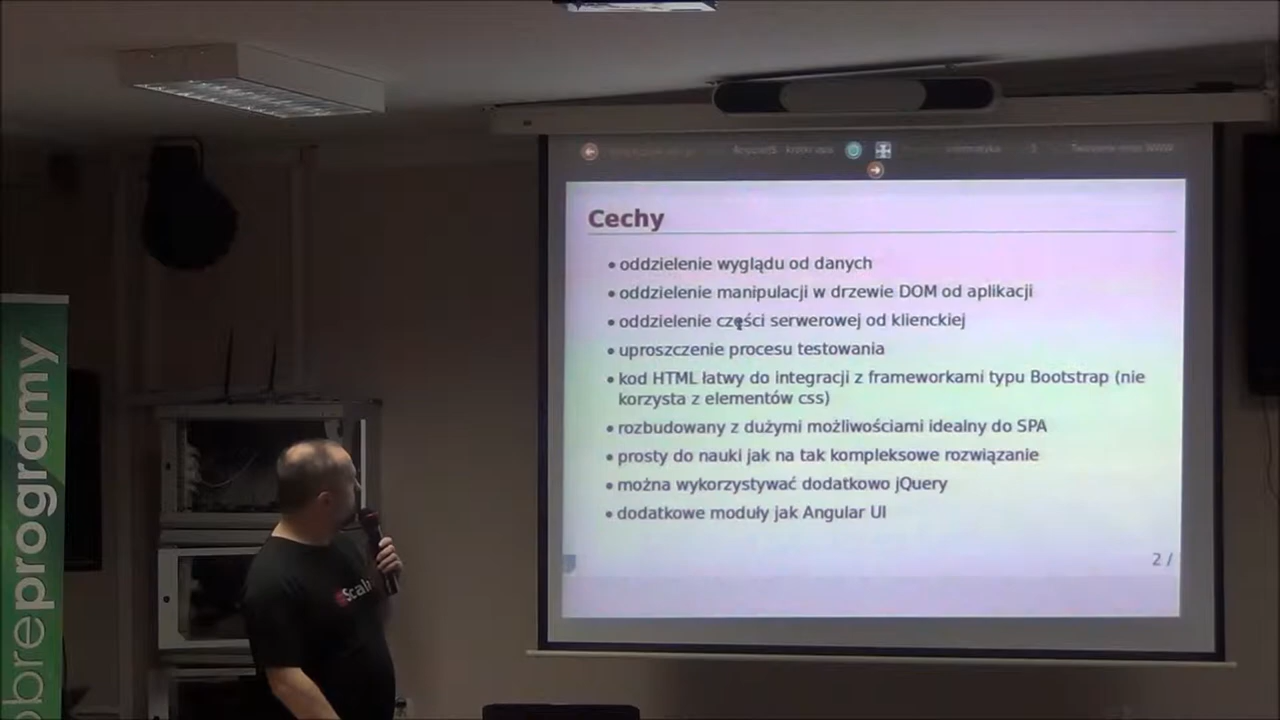 Cechy
• oddzielenie wyglądu od danych
• oddzielenie manipulacji w drzewie DOM od aplikacji
• oddzielenie części serwerowej od klienckiej
• uproszczenie procesu testowania
• kod HTML łatwy do integracji z frameworkami typu Bootstrap (nie
korzysta z elementów css)
• rozbudowany z dużymi możliwościami idealny do SPA
• prosty do nauki jak na tak kompleksowe rozwiązanie
• można wykorzystywać dodatkowo jQuery
• dodatkowe moduły jak Angular UI
2 /
obreprogramy
Scala